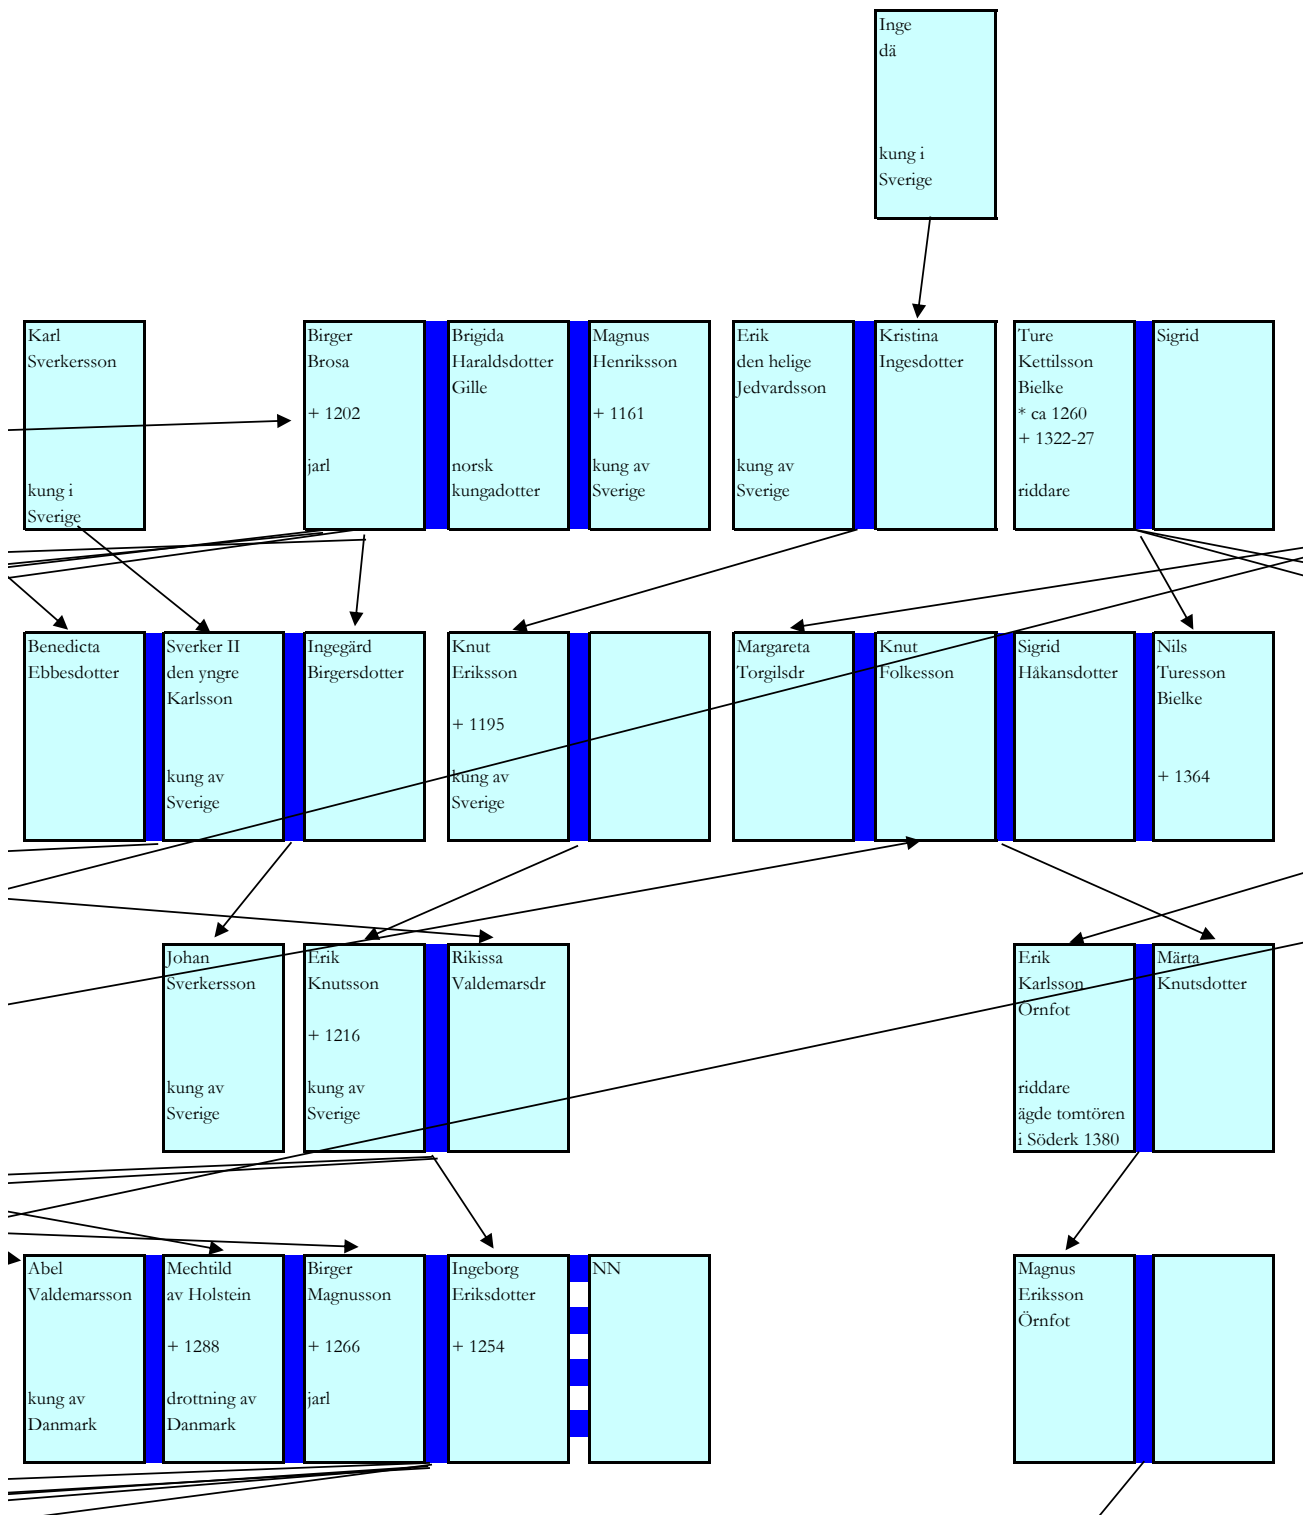 Inge
dä
kung i
Sverige
Karl
Sverkersson
kung i
Sverige
Birger
Brosa
+ 1202
jarl
Brigida
Haraldsdotter
Gille
norsk
kungadotter
Magnus
Henriksson
+ 1161
kung av
Sverige
Erik
den helige
Jedvardsson
kung av
Sverige
Kristina
Ingesdotter
Ture
Kettilsson
Bielke
* ca 1260
+ 1322-27
riddare
Sigrid
Benedicta
Ebbesdotter
Sverker II
den yngre
Karlsson
kung av
Sverige
Ingegärd
Birgersdotter
Knut
Eriksson
+ 1195
kung av
Sverige
Margareta
Torgilsdr
Knut
Folkesson
Sigrid
Håkansdotter
Nils
Turesson
Bielke
+ 1364
Johan
Sverkersson
kung av
Sverige
Erik
Knutsson
+ 1216
kung av
Sverige
Rikissa
Valdemarsdr
Erik
Karlsson
Örnfot
riddare
ägde tomtören
i Söderk 1380
Märta
Knutsdotter
Abel
Valdemarsson
kung av
Danmark
Mechtild
av Holstein
+ 1288
drottning av
Danmark
Birger
Magnusson
+ 1266
jarl
Ingeborg
Eriksdotter
+ 1254
NN
Magnus
Eriksson
Örnfot